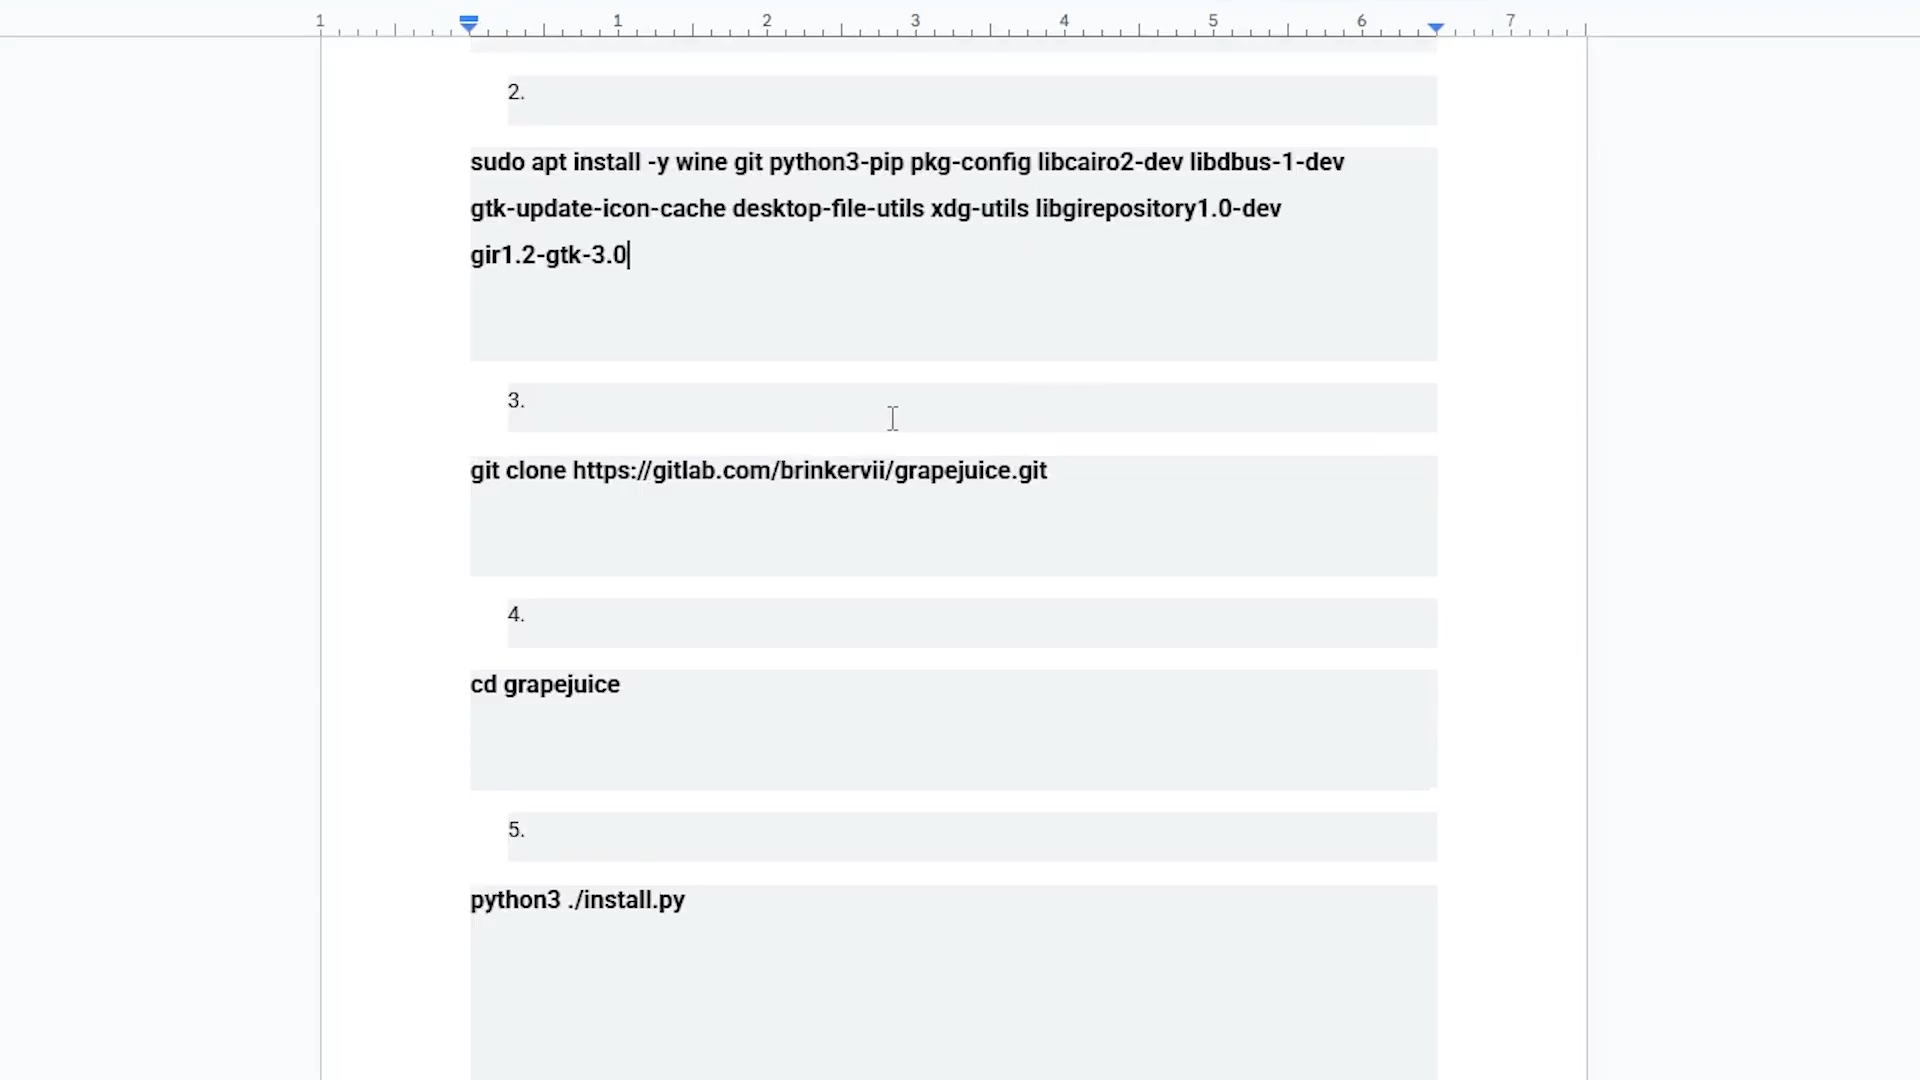 1 1 2 3 4 5 6 7
2.
sudo apt install -y wine git python3-pip pkg-config libcairo2-dev libdbus-1-dev
gtk-update-icon-cache desktop-file-utils xdg-utils libgirepository1.0-dev
gir1.2-gtk-3.0
3.
git clone https://gitlab.com/brinkervii/grapejuice.git
4.
cd grapejuice
5.
python3 ./install.py